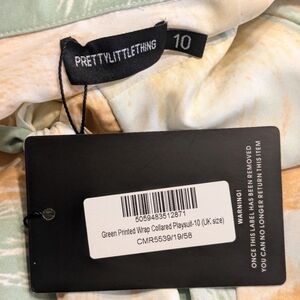 PRETTYLITTLETHING
10
5059483512871
Green Printed Wrap Collared Playsuit-10 (UK size)
CMR5539/19/58
WARNING!
ONCE THIS LABEL HAS BEEN REMOVED
YOU CAN NO LONGER RETURN THIS ITEM